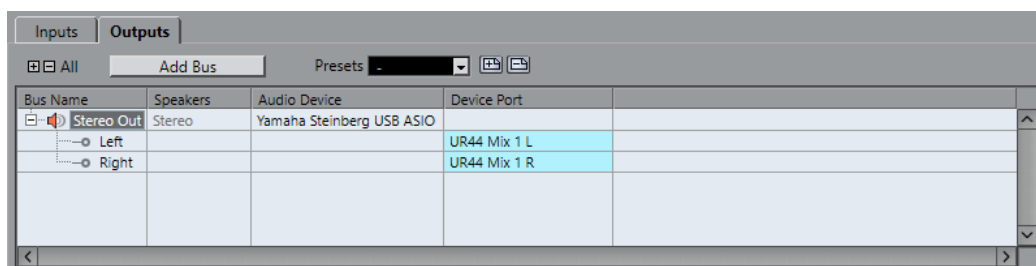 Inputs Outputs
All Add Bus Presets -
Bus Name Speakers Audio Device Device Port
Stereo Out Stereo Yamaha Steinberg USB ASIO
Left UR44 Mix 1 L
Right UR44 Mix 1 R